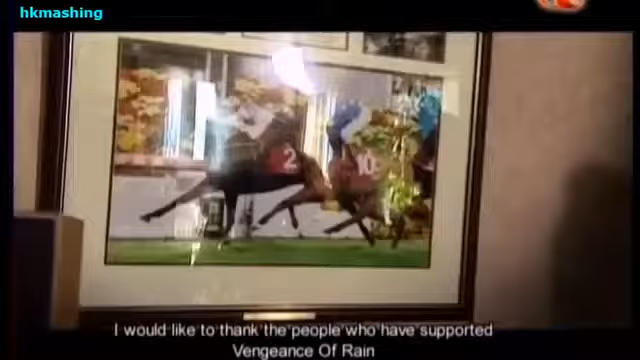 hkmashing
2
10
I would like to thank the people who have supported
Vengeance Of Rain